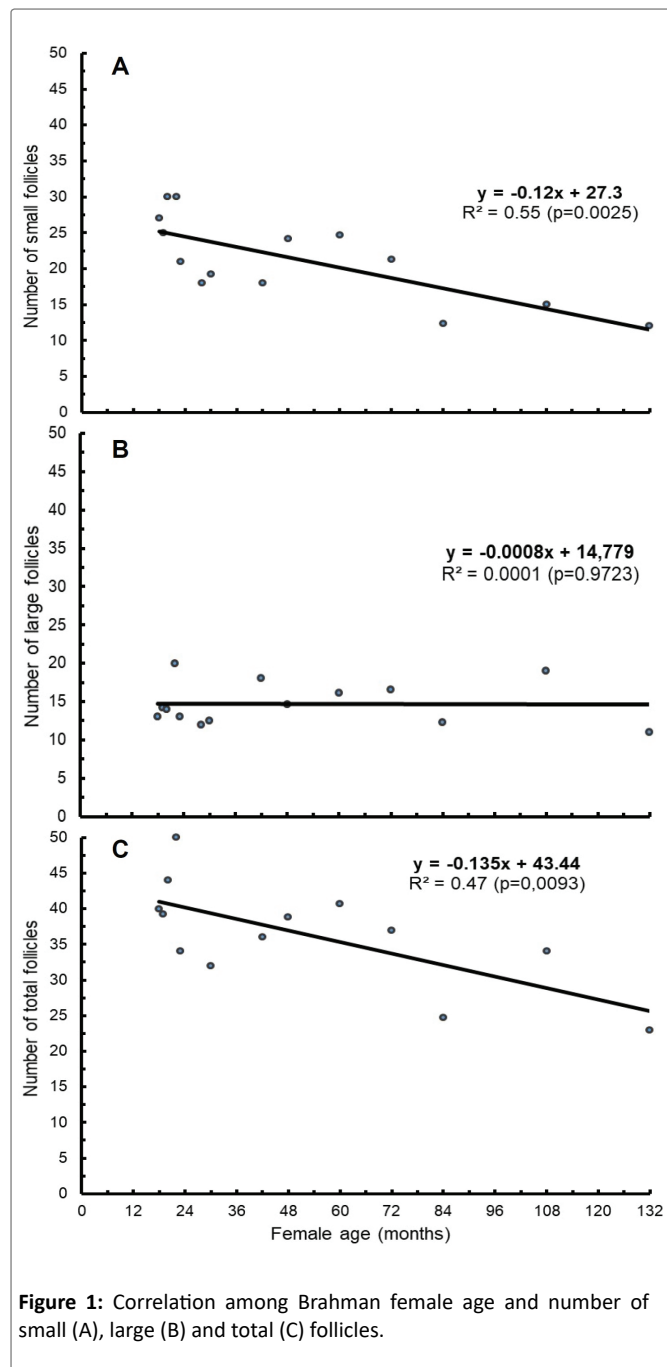 A
50
45
40
35
30
25
20
15
10
5
0
Number of small follicles
y = -0.12x + 27.3
R² = 0.55 (p=0.0025)
B
50
45
40
35
30
25
20
15
10
5
0
Number of large follicles
y = -0.0008x + 14,779
R² = 0.0001 (p=0.9723)
C
50
45
40
35
30
25
20
15
10
5
0
Number of total follicles
y = -0.135x + 43.44
R² = 0.47 (p=0,0093)
0 12 24 36 48 60 72 84 96 108 120 132
Female age (months)
Figure 1: Correlation among Brahman female age and number of
small (A), large (B) and total (C) follicles.